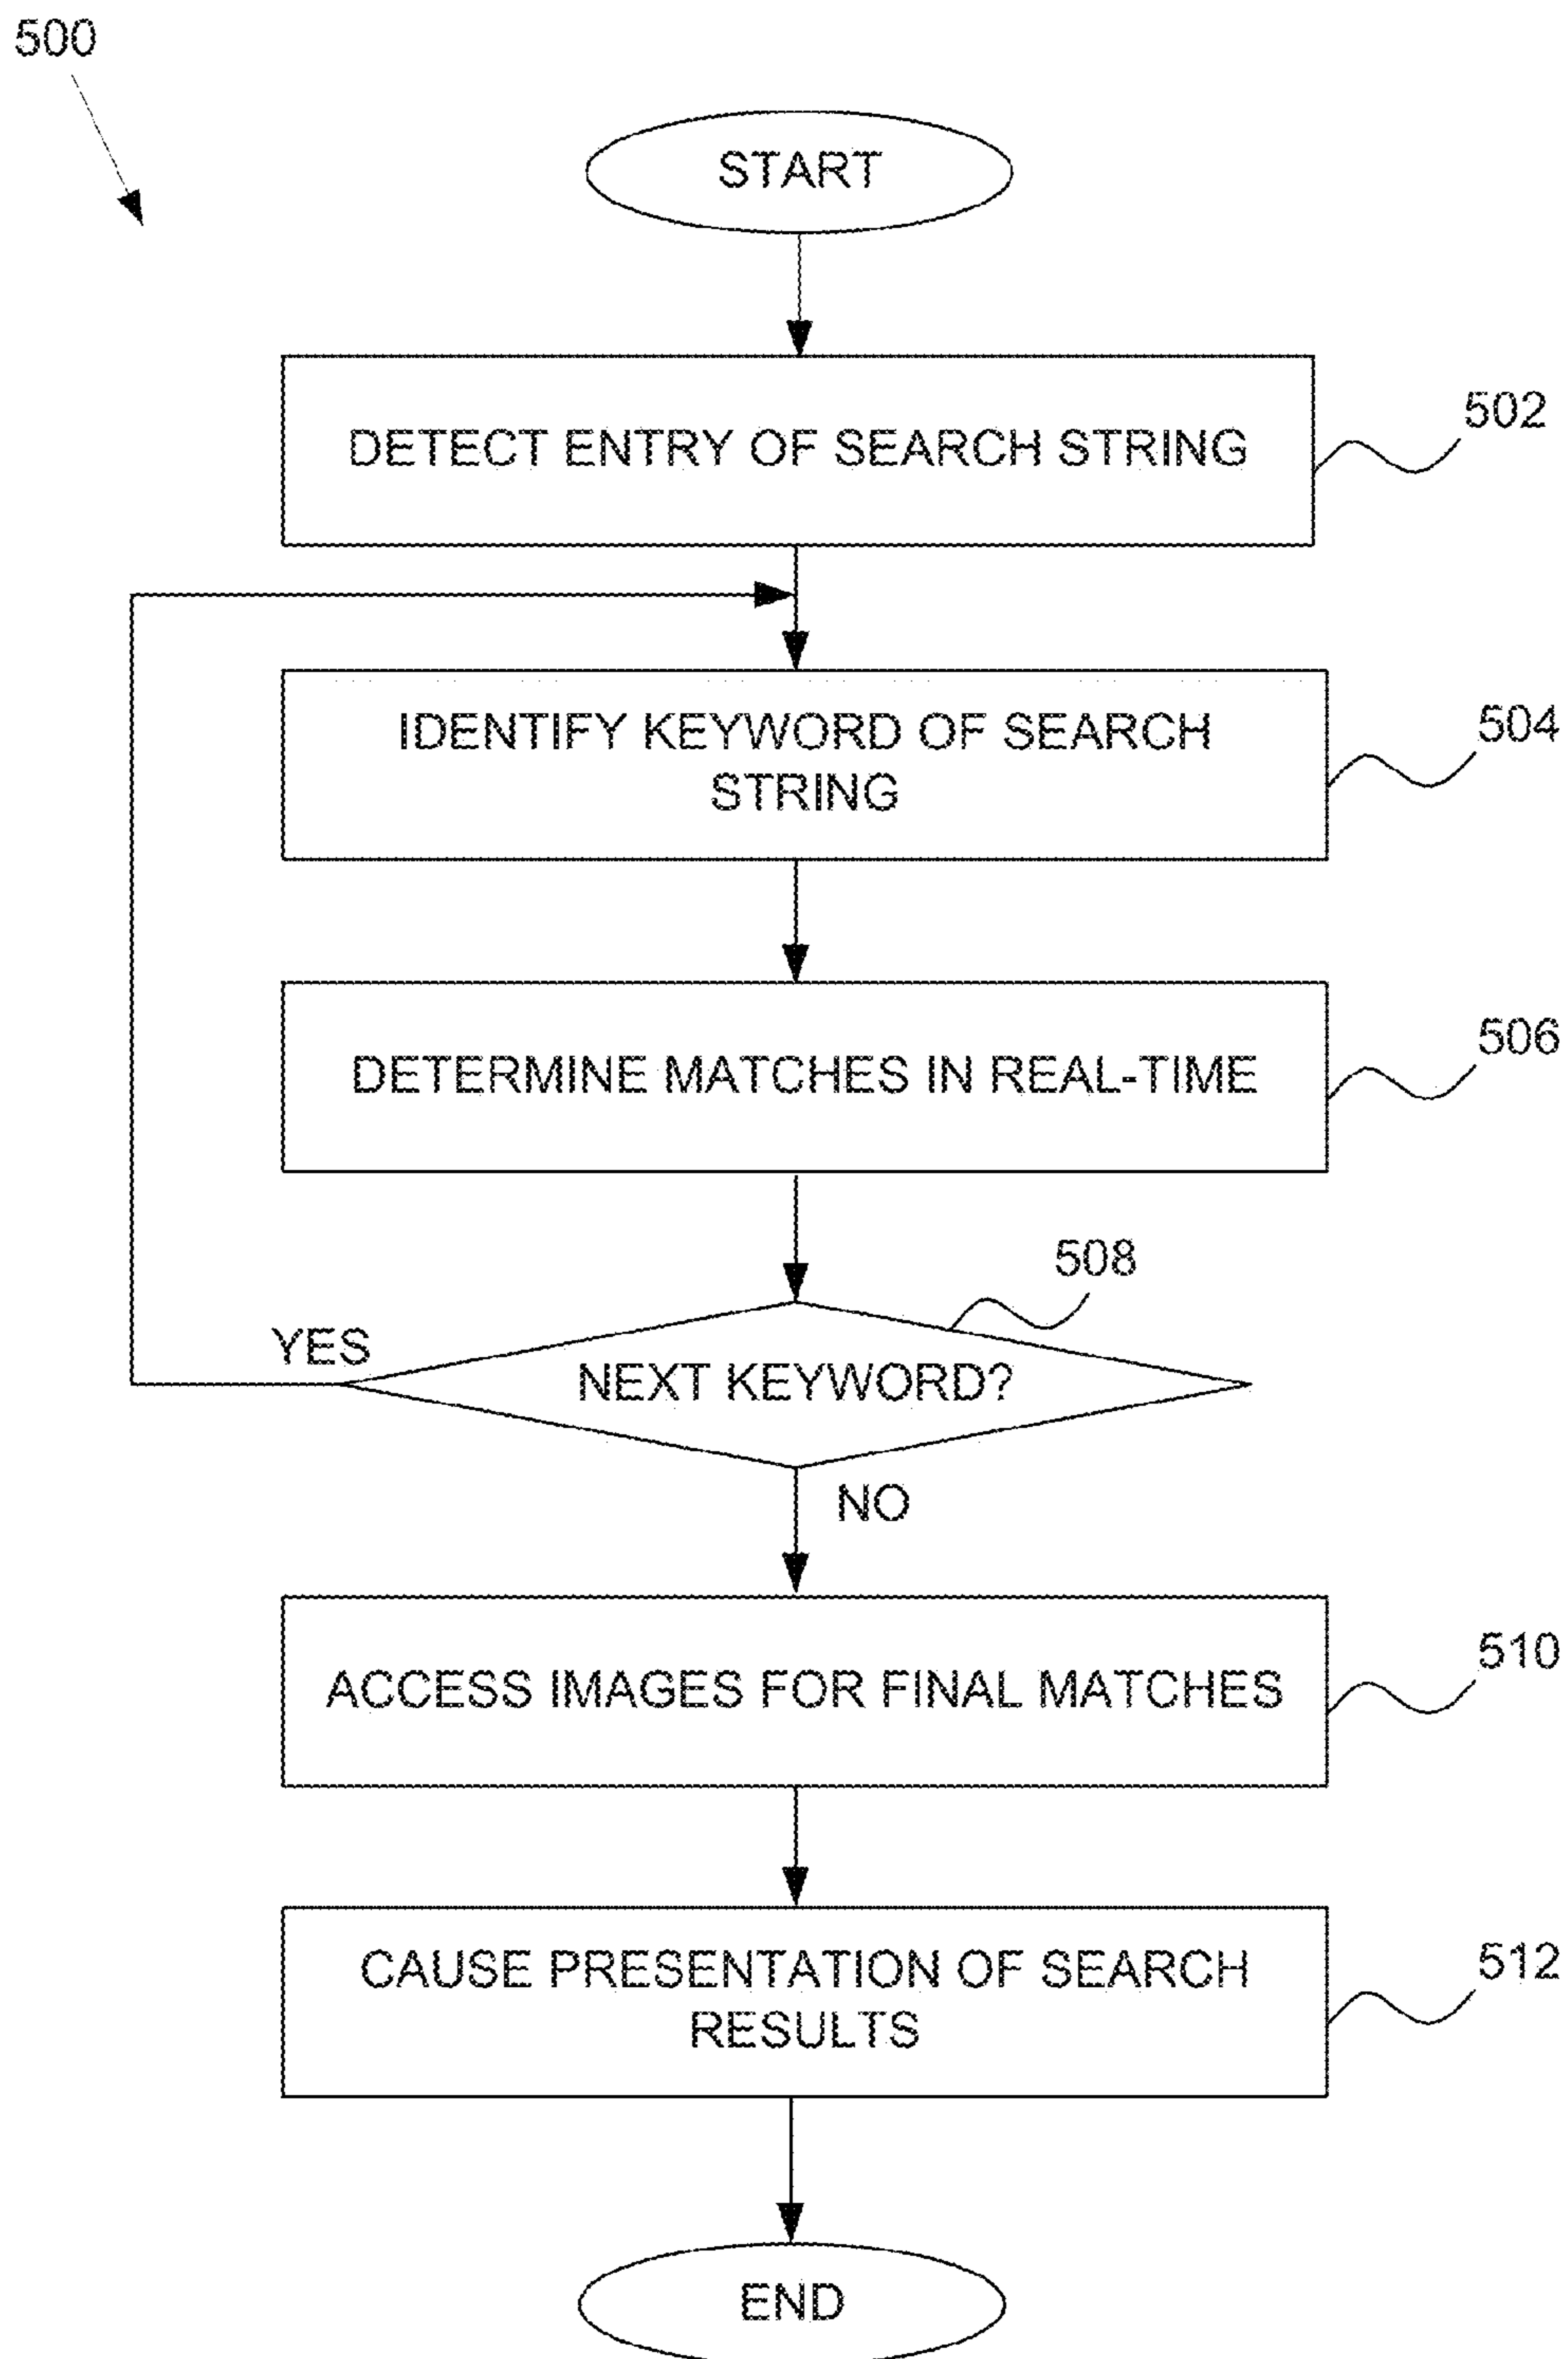 500
START
DETECT ENTRY OF SEARCH STRING
502
IDENTIFY KEYWORD OF SEARCH
STRING
504
DETERMINE MATCHES IN REAL-TIME
506
508
YES
NEXT KEYWORD?
NO
ACCESS IMAGES FOR FINAL MATCHES
510
CAUSE PRESENTATION OF SEARCH
RESULTS
512
END